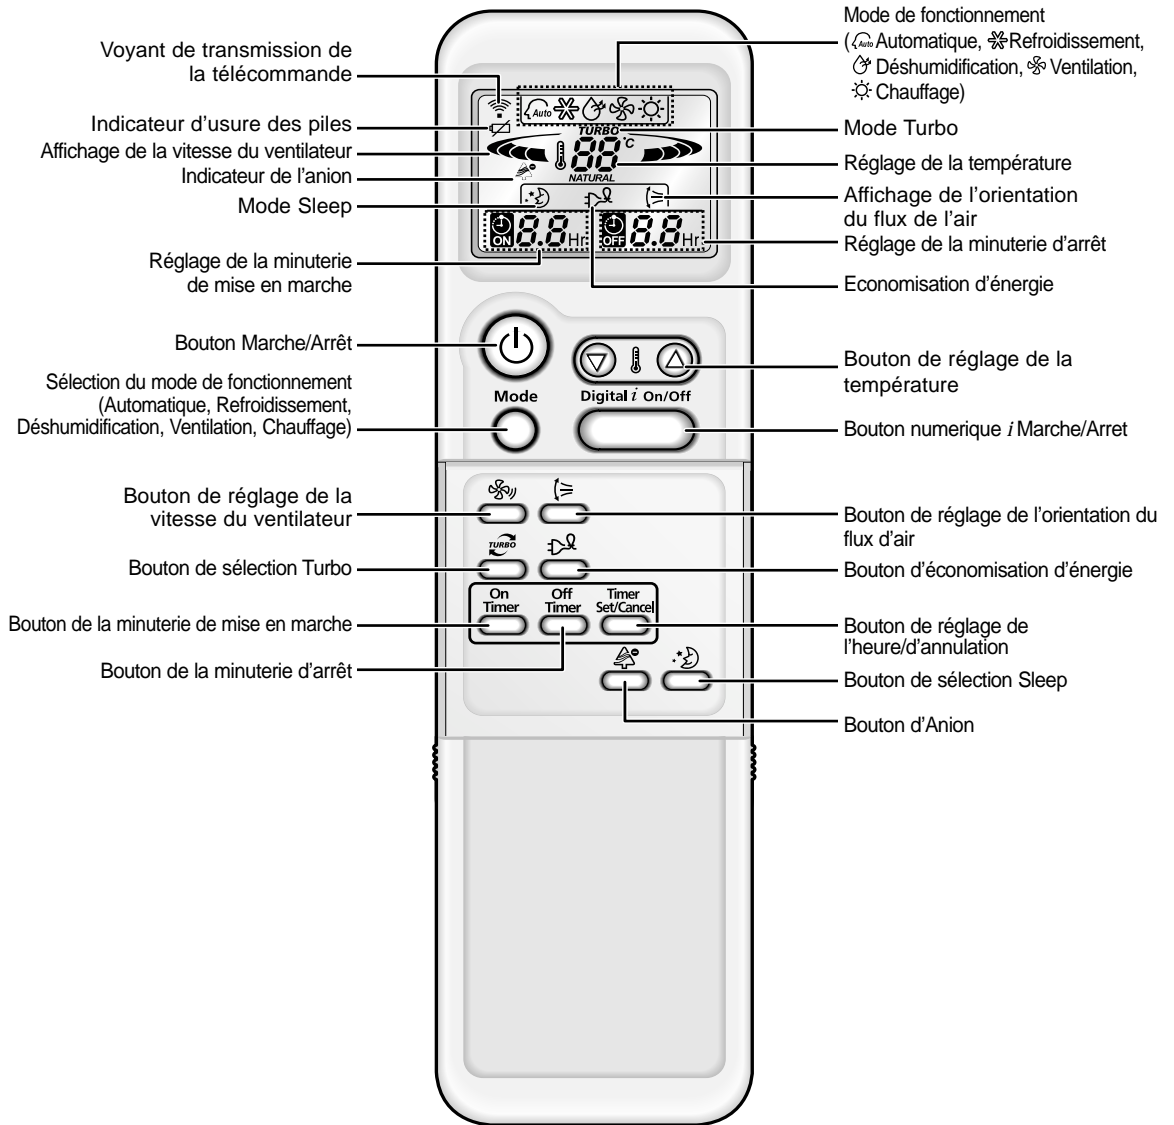 Voyant de transmission de
la télécommande
Indicateur d'usure des piles
Affichage de la vitesse du ventilateur
Indicateur de l'anion
Mode Sleep
Réglage de la minuterie
de mise en marche
Bouton Marche/Arrêt
Sélection du mode de fonctionnement
(Automatique, Refroidissement,
Déshumidification, Ventilation, Chauffage)
Bouton de réglage de la
vitesse du ventilateur
Bouton de sélection Turbo
Bouton de la minuterie de mise en marche
Bouton de la minuterie d'arrêt
Auto
TURBO
88°C
NATURAL
ON 8.8Hr
OFF 8.8Hr
Mode
Digital i On/Off
TURBO
On
Timer
Off
Timer
Timer
Set/Cancel
Mode de fonctionnement
(Auto Automatique, Refroidissement,
Déshumidification, Ventilation,
Chauffage)
Mode Turbo
Réglage de la température
Affichage de l'orientation
du flux de l'air
Réglage de la minuterie d'arrêt
Economisation d'énergie
Bouton de réglage de la
température
Bouton numerique i Marche/Arret
Bouton de réglage de l'orientation du
flux d'air
Bouton d'économisation d'énergie
Bouton de réglage de
l'heure/d'annulation
Bouton de sélection Sleep
Bouton d'Anion